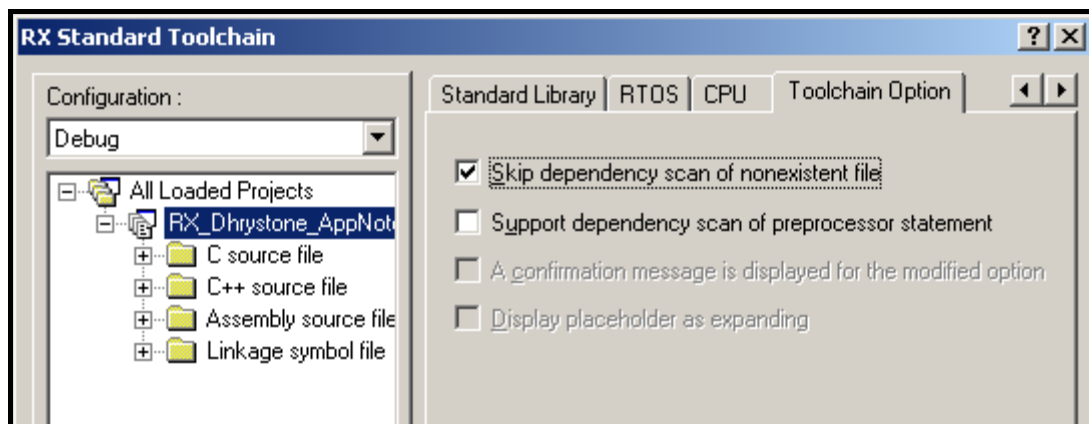 RX Standard Toolchain
Configuration :
Debug
All Loaded Projects
RX_Dhrystone_AppNote
C source file
C++ source file
Assembly source file
Linkage symbol file
Standard Library
RTOS
CPU
Toolchain Option
Skip dependency scan of nonexistent file
Support dependency scan of preprocessor statement
A confirmation message is displayed for the modified option
Display placeholder as expanding